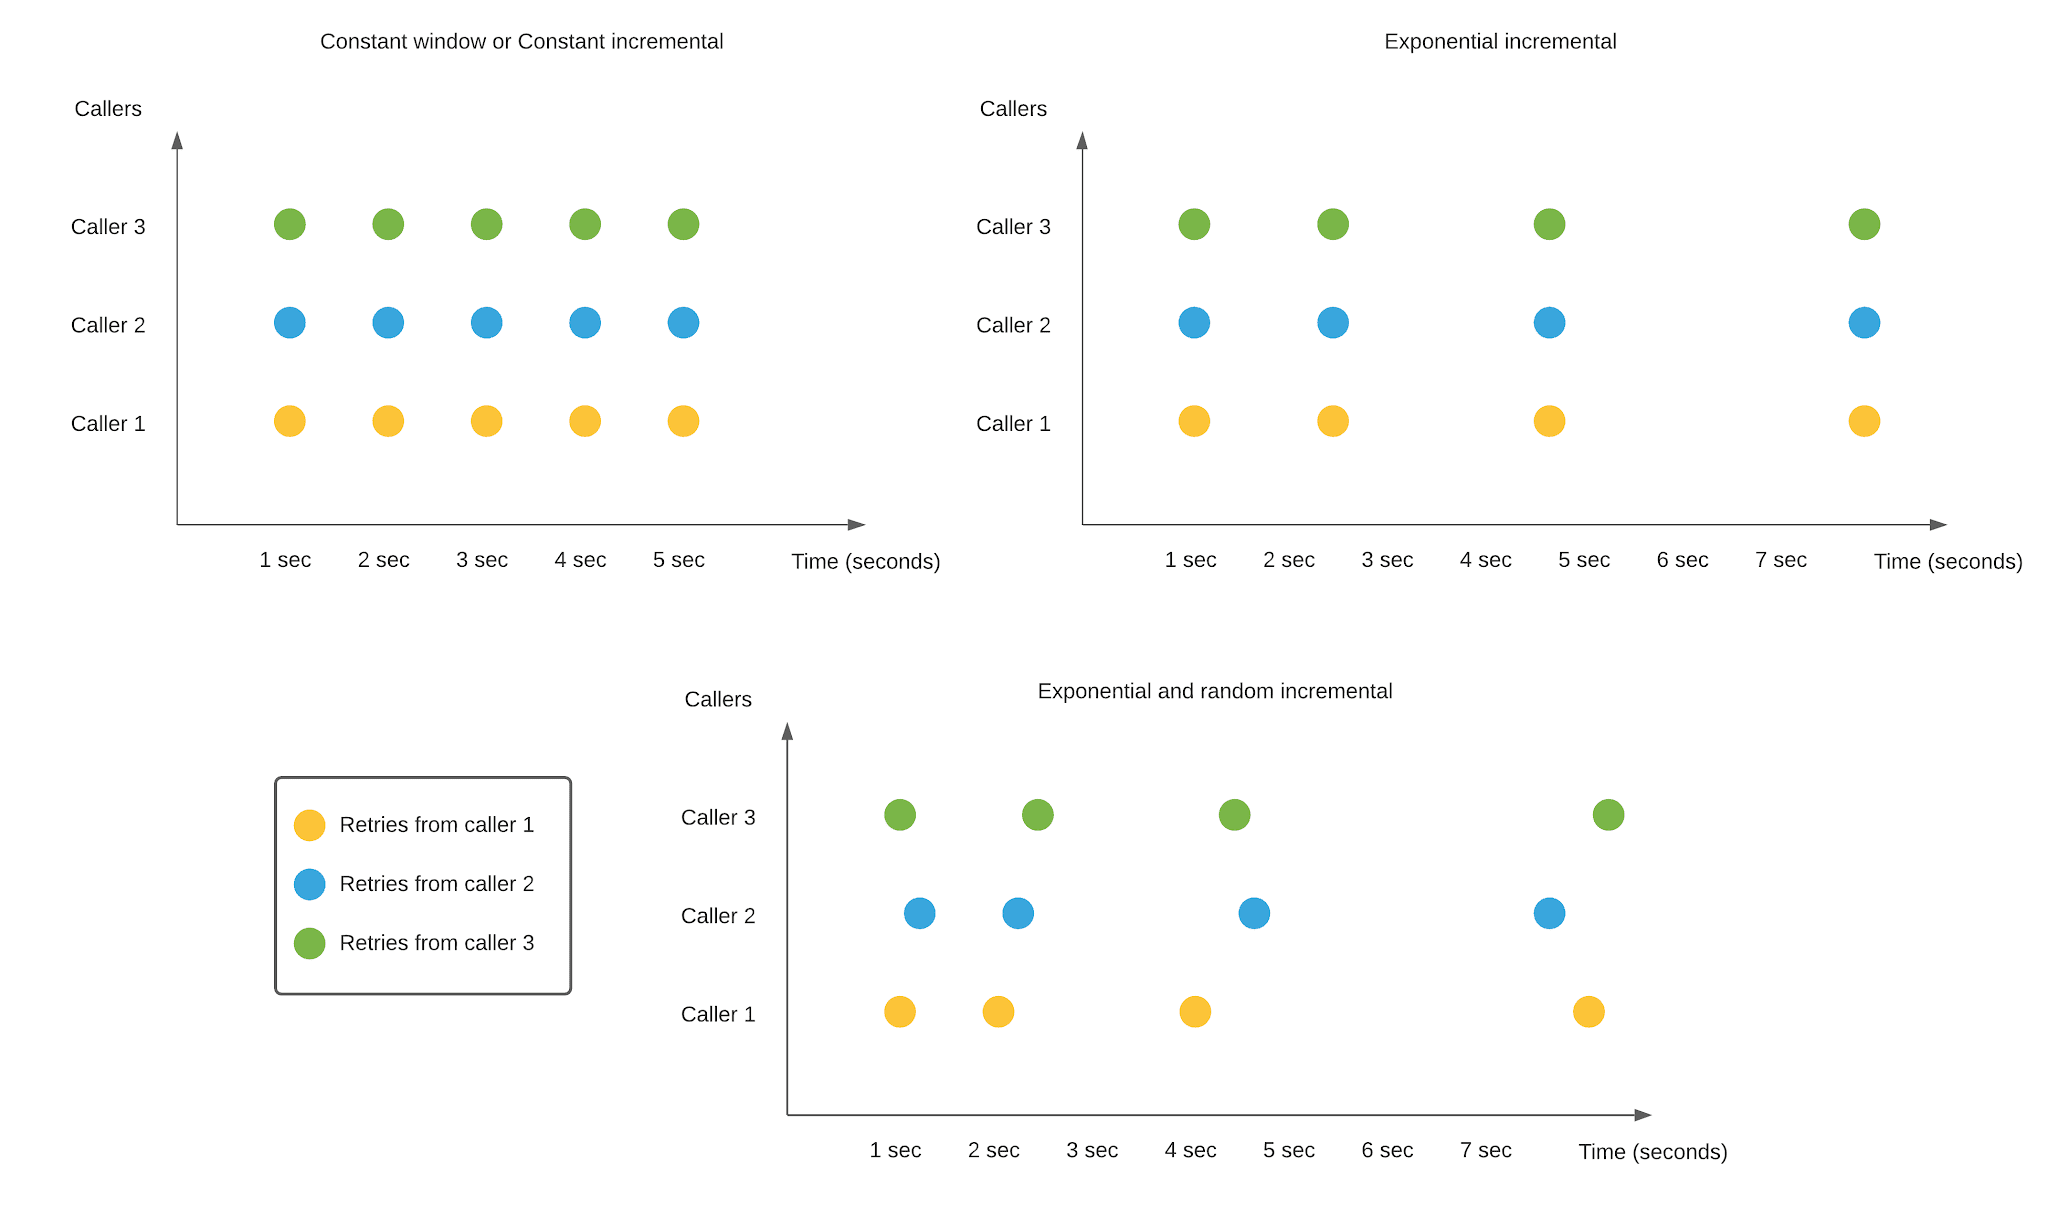 Constant window or Constant incremental
Callers
Caller 3
Caller 2
Caller 1
1 sec 2 sec 3 sec 4 sec 5 sec Time (seconds)
Exponential incremental
Callers
Caller 3
Caller 2
Caller 1
1 sec 2 sec 3 sec 4 sec 5 sec 6 sec 7 sec Time (seconds)
Retries from caller 1
Retries from caller 2
Retries from caller 3
Exponential and random incremental
Callers
Caller 3
Caller 2
Caller 1
1 sec 2 sec 3 sec 4 sec 5 sec 6 sec 7 sec Time (seconds)